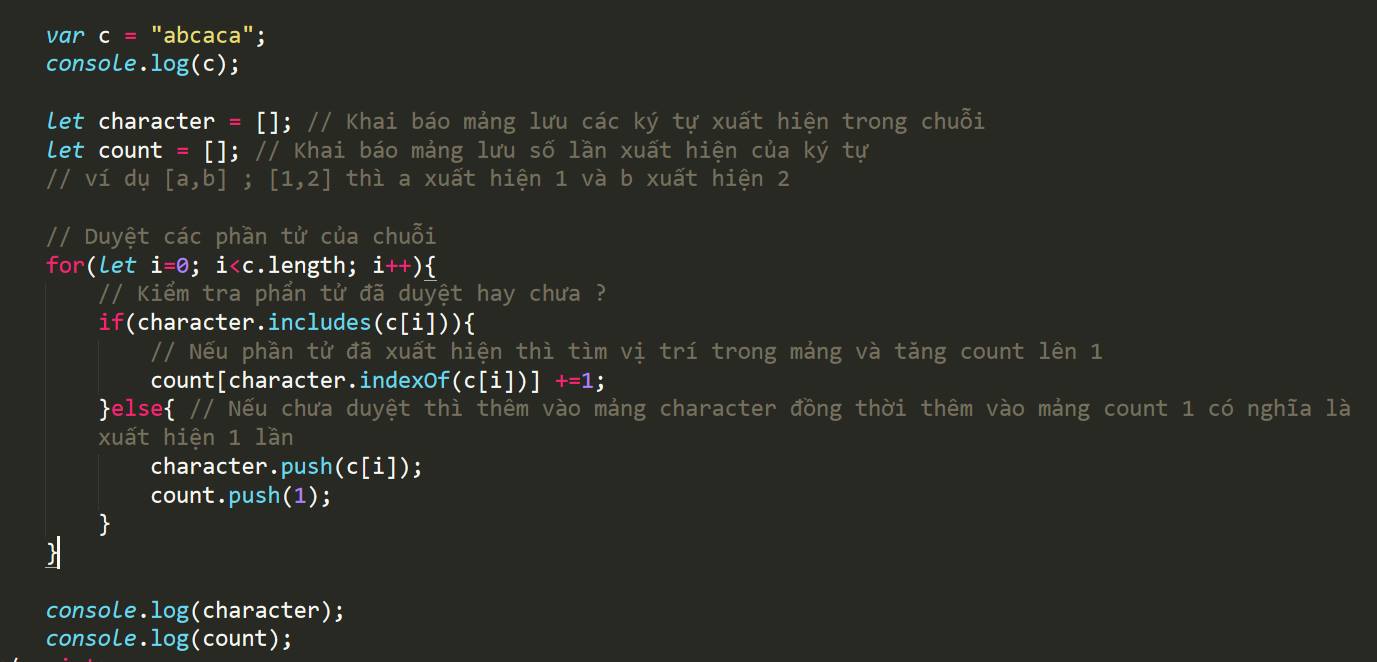 var c = "abcaca";
console.log(c);
let character = []; // Khai báo mảng lưu các ký tự xuất hiện trong chuỗi
let count = []; // Khai báo mảng lưu số lần xuất hiện của ký tự
// ví dụ [a,b] ; [1,2] thì a xuất hiện 1 và b xuất hiện 2
// Duyệt các phần tử của chuỗi
for(let i=0; i<c.length; i++){
// Kiểm tra phẩn tử đã duyệt hay chưa ?
if(character.includes(c[i])){
// Nếu phần tử đã xuất hiện thì tìm vị trí trong mảng và tăng count lên 1
count[character.indexOf(c[i])] +=1;
}else{ // Nếu chưa duyệt thì thêm vào mảng character đồng thời thêm vào mảng count 1 có nghĩa là
xuất hiện 1 lần
character.push(c[i]);
count.push(1);
}
}
console.log(character);
console.log(count);